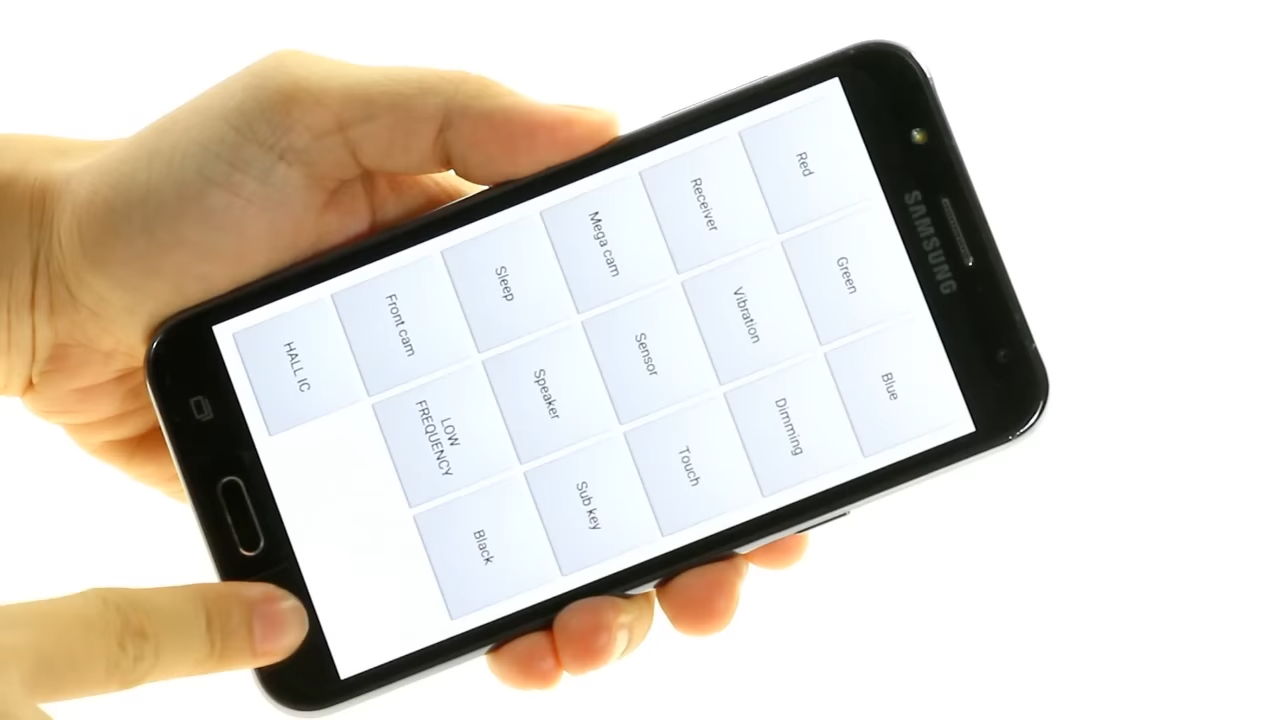 SAMSUNG
Red
Green
Blue
Receiver
Vibration
Dimming
Mega cam
Sensor
Touch
Sleep
Speaker
Sub key
Front cam
LOW
FREQUENCY
Black
HALL IC